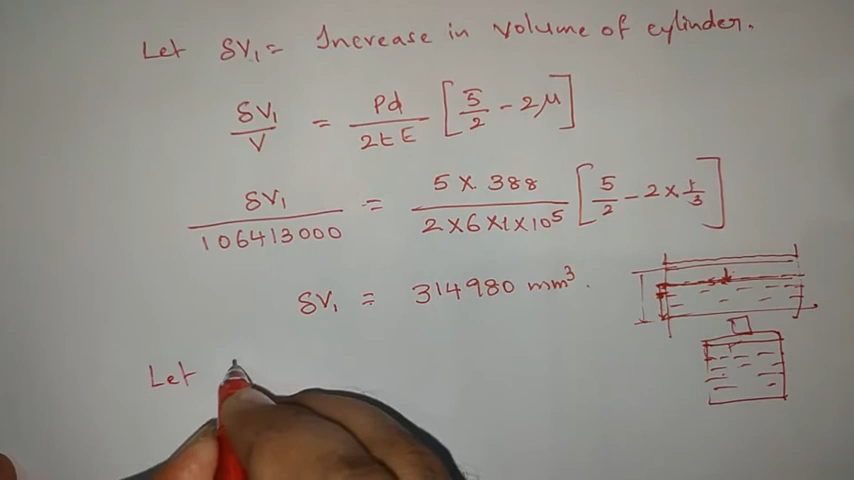 Let δV₁ = Increase in volume of cylinder.
δV₁/V = Pd/2tE [5/2 - 2μ]
δV₁/106413000 = 5 × 388/2×6×1×10⁵ [5/2 - 2 × 1/3]
δV₁ = 314980 mm³.
Let